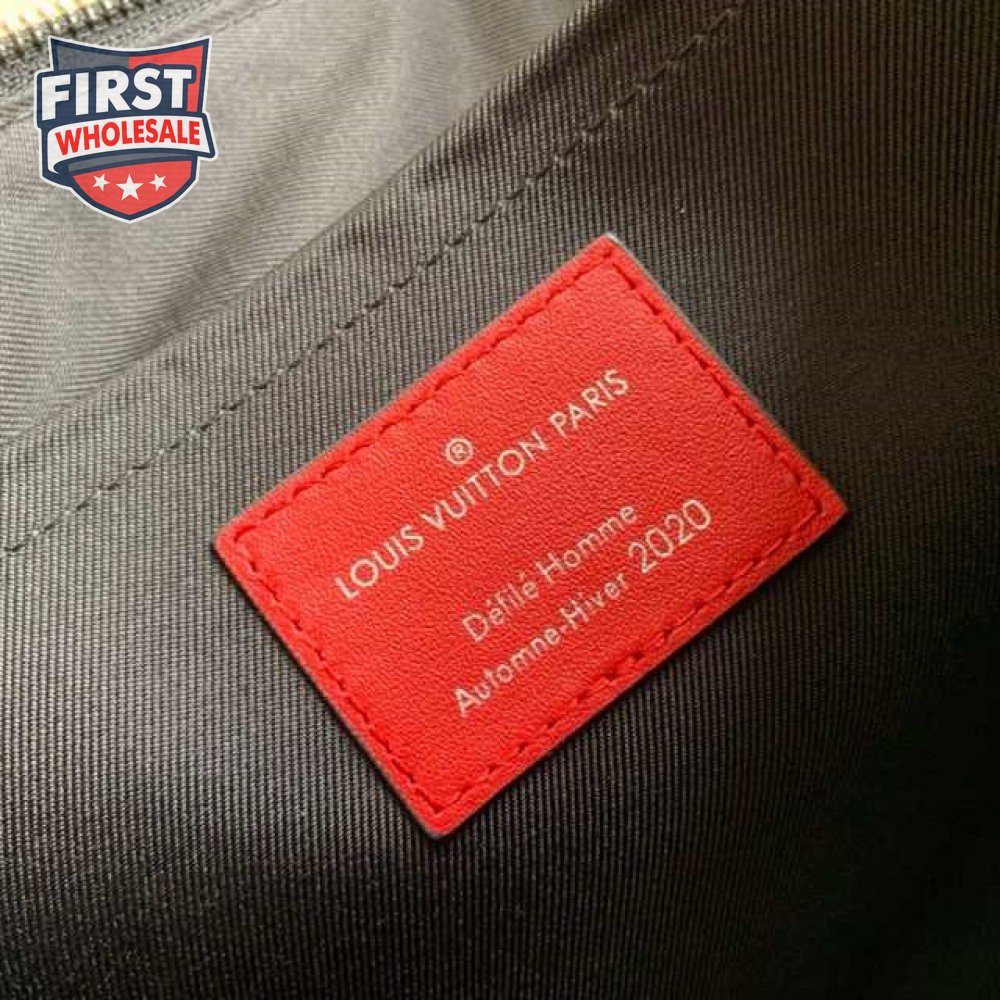 FIRST
WHOLESALE
®
LOUIS VUITTON PARIS
Défilé Homme
Automne-Hiver 2020